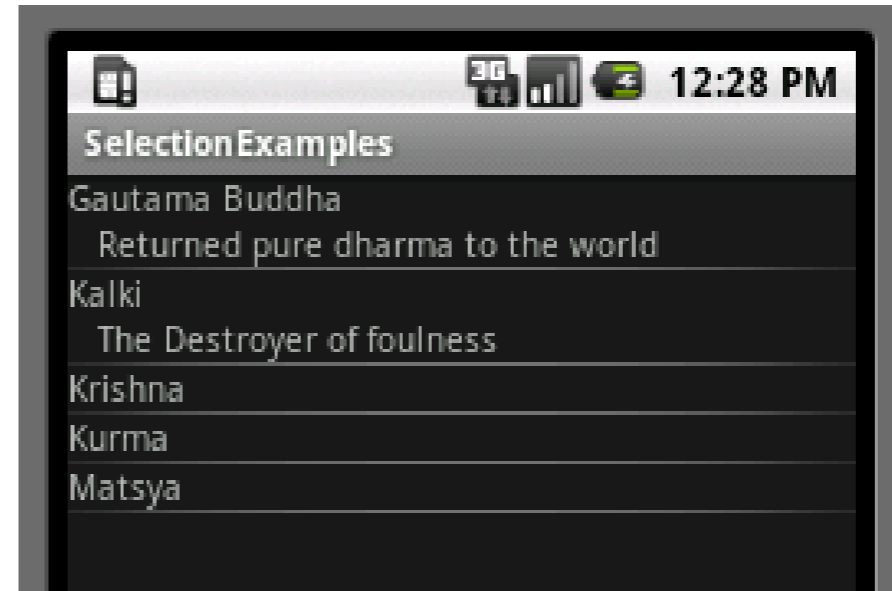 3G 12:28 PM
SelectionExamples
Gautama Buddha
Returned pure dharma to the world
Kalki
The Destroyer of foulness
Krishna
Kurma
Matsya